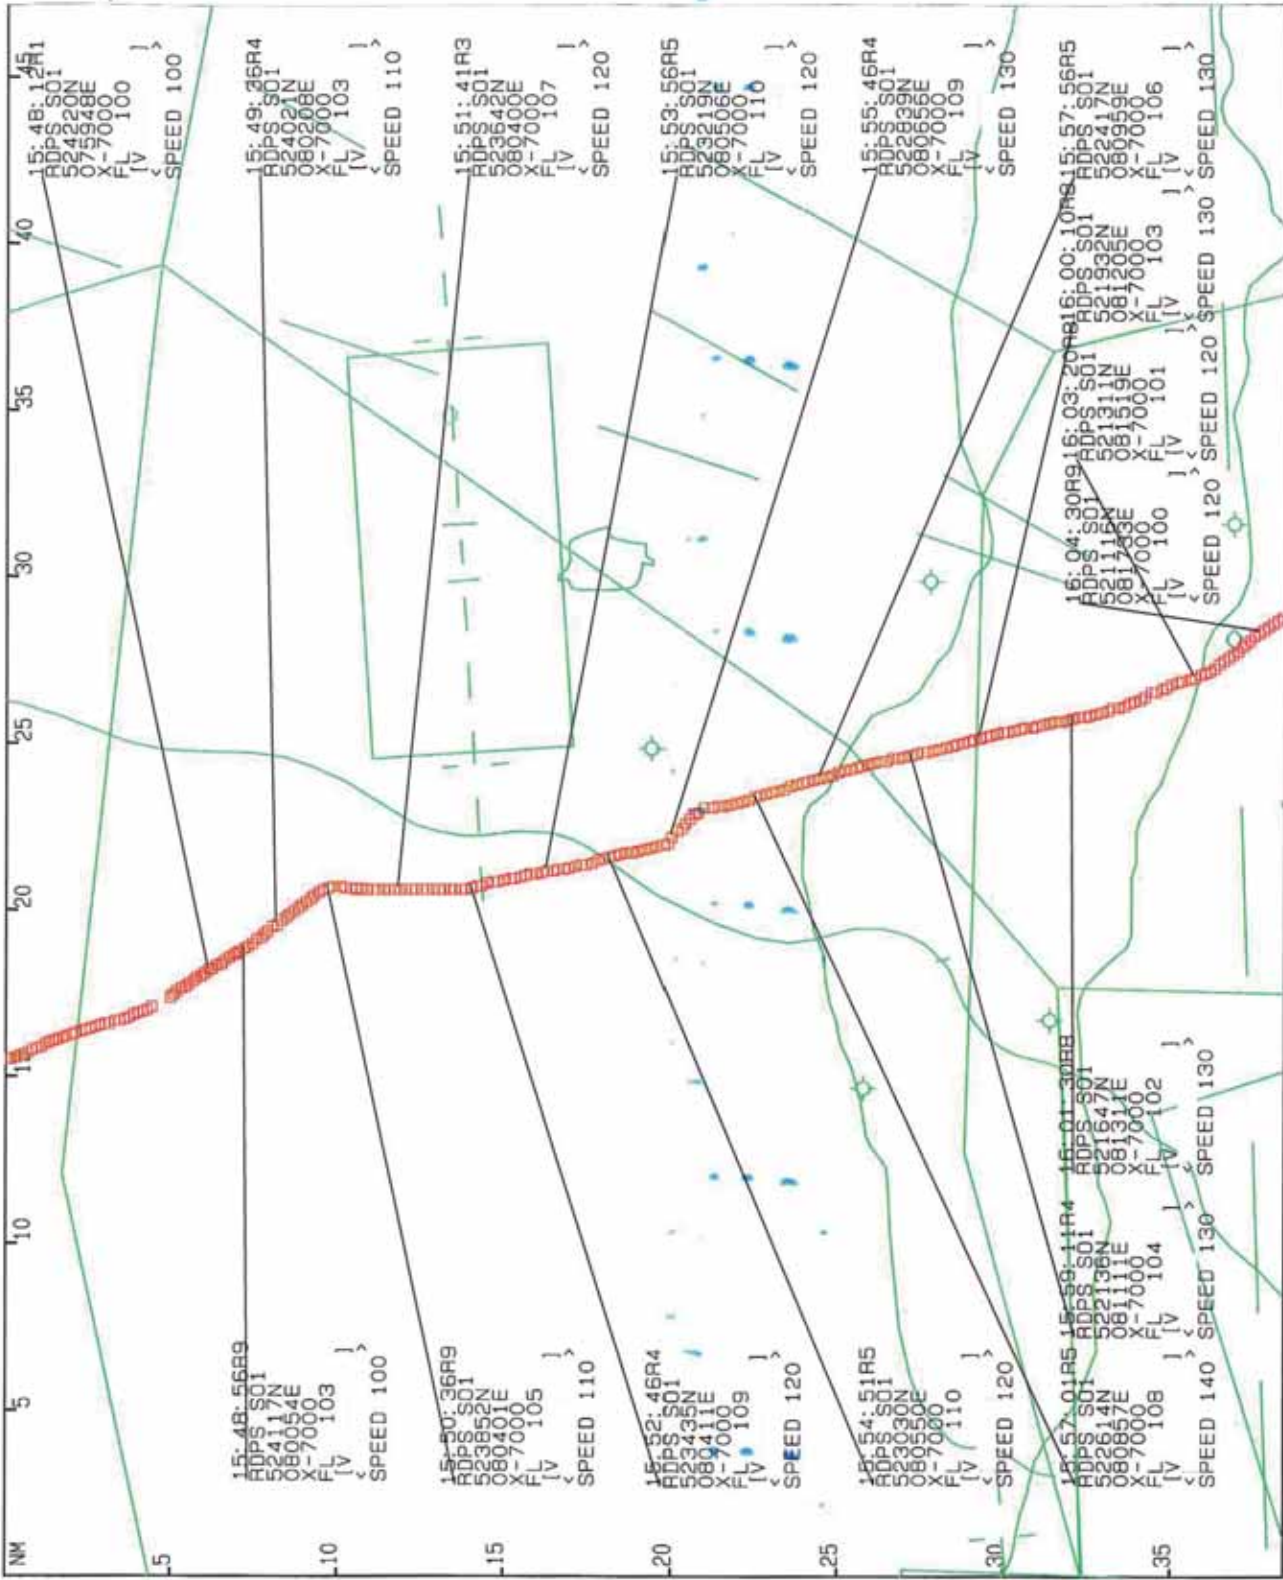 15:48:12R1
RDPS S01
524220N
075948E
X-7000
FL 100
[V ]
< >
SPEED 100
15:49:36R4
RDPS S01
524021N
080208E
X-7000
FL 103
[V ]
< >
SPEED 110
15:51:41R3
RDPS S01
523642N
080400E
X-7000
FL 107
[V ]
< >
SPEED 120
15:53:56R5
RDPS S01
523219N
080506E
X-7000
FL 110
[V ]
< >
SPEED 120
15:55:46R4
RDPS S01
522839N
080656E
X-7000
FL 109
[V ]
< >
SPEED 130
15:57:56R5
RDPS S01
522417N
080959E
X-7000
FL 106
[V ]
< >
SPEED 130
16:00:10R8
RDPS S01
521932N
081205E
X-7000
FL 103
[V ]
< >
SPEED 130
16:03:20R8
RDPS S01
521311N
081519E
X-7000
FL 101
[V ]
< >
SPEED 120
16:04:30R9
RDPS S01
521115N
081733E
X-7000
FL 100
[V ]
< >
SPEED 120
15:48:56R9
RDPS S01
524117N
080054E
X-7000
FL 103
[V ]
< >
SPEED 100
15:50:36R9
RDPS S01
523852N
080401E
X-7000
FL 105
[V ]
< >
SPEED 110
15:52:46R4
RDPS S01
523435N
080411E
X-7000
FL 109
[V ]
< >
SPEED 120
15:54:51R5
RDPS S01
523030N
080525E
X-7000
FL 110
[V ]
< >
SPEED 120
15:57:01R5
RDPS S01
522614N
080857E
X-7000
FL 108
[V ]
< >
SPEED 140
15:59:11R4
RDPS S01
522136N
081111E
X-7000
FL 104
[V ]
< >
SPEED 130
16:01:30R8
RDPS S01
521647N
081311E
X-7000
FL 102
[V ]
< >
SPEED 130
NM 5 10 15 20 25 30 35 40 45
5 10 15 20 25 30 35